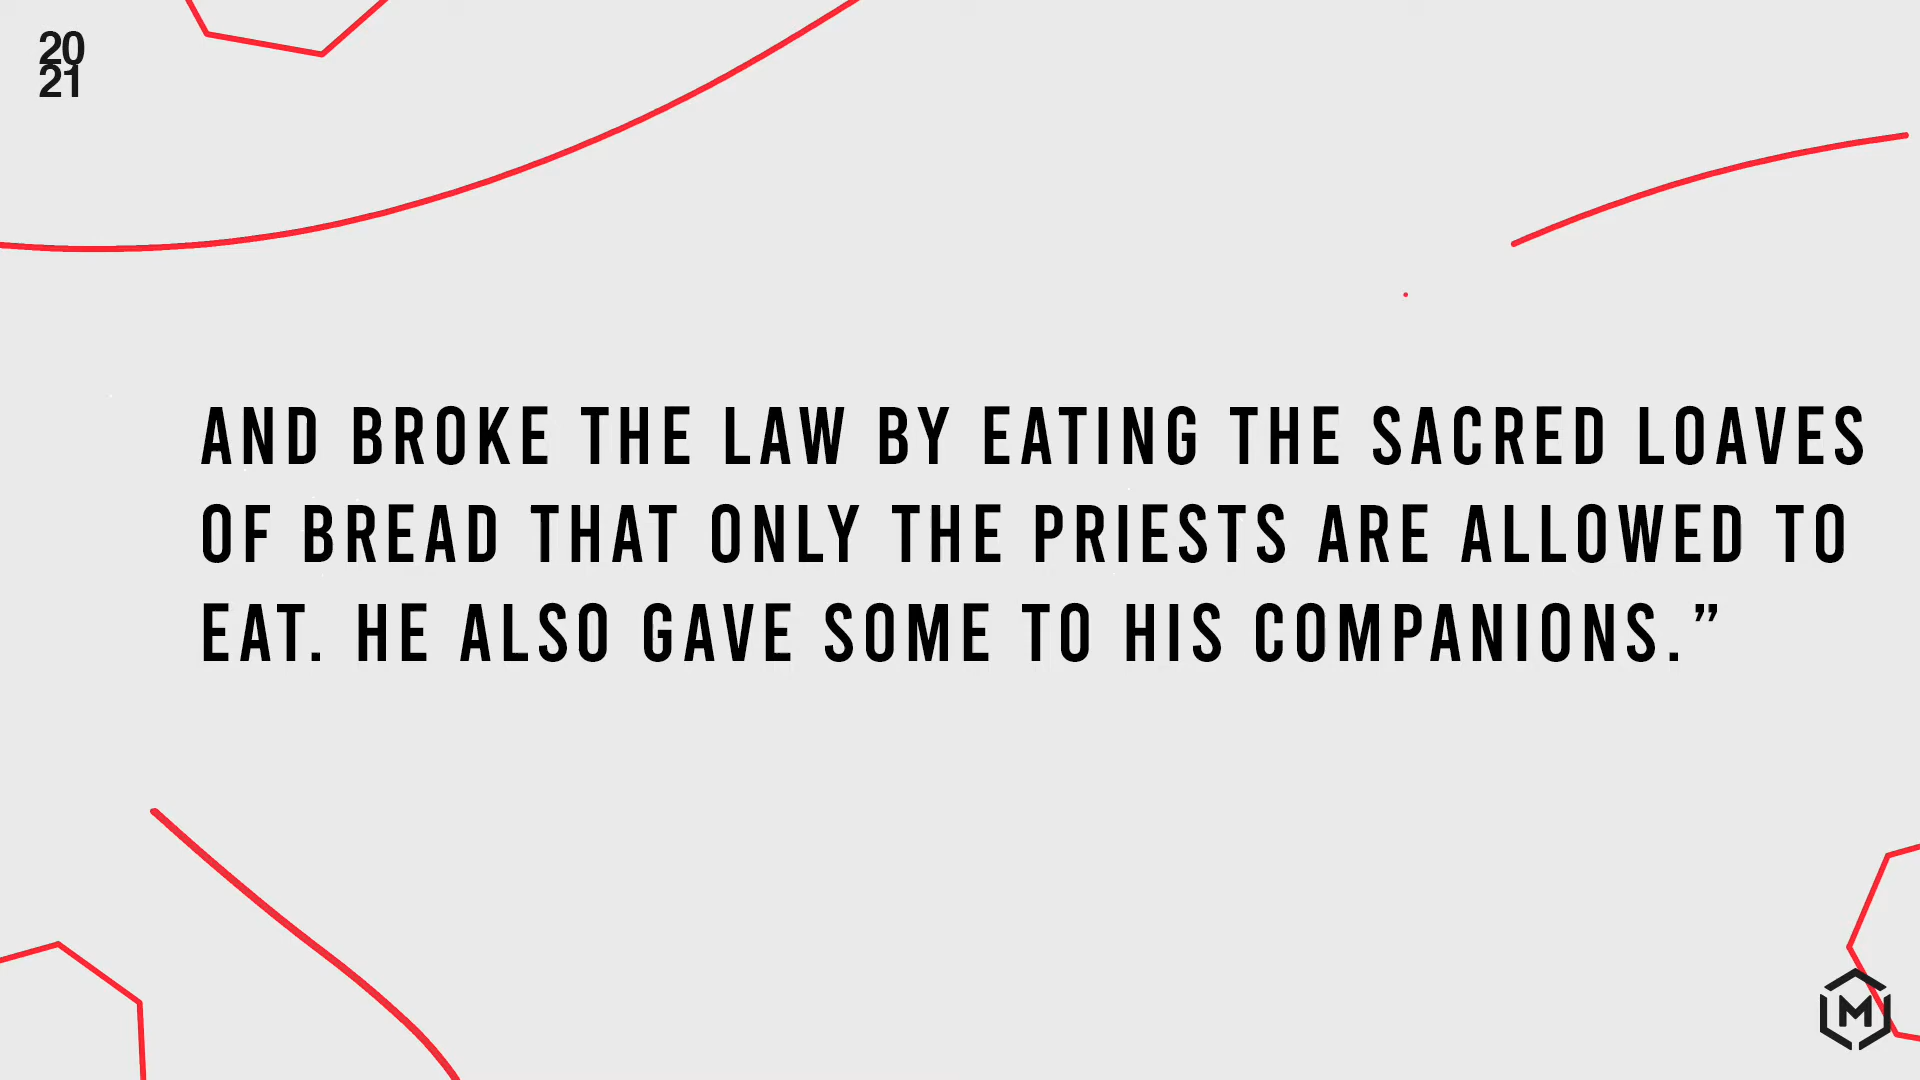 20
21
AND BROKE THE LAW BY EATING THE SACRED LOAVES
OF BREAD THAT ONLY THE PRIESTS ARE ALLOWED TO
EAT. HE ALSO GAVE SOME TO HIS COMPANIONS.”
M